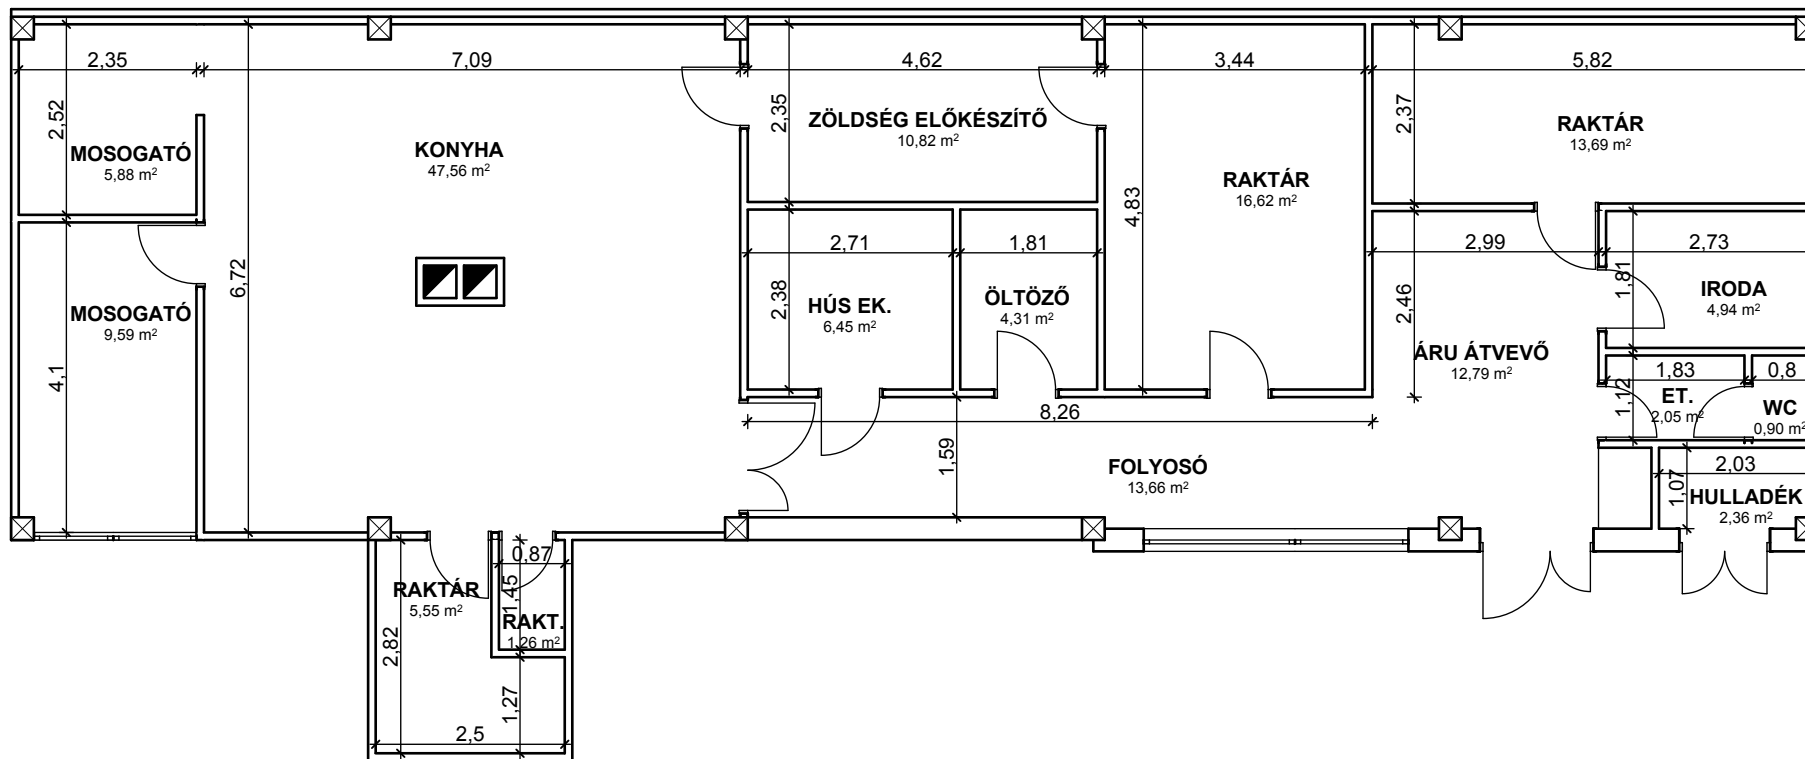 2,35
7,09
4,62
3,44
5,82
2,52
MOSOGATÓ
5,88 m²
KONYHA
47,56 m²
2,35
ZÖLDSÉG ELŐKÉSZÍTŐ
10,82 m²
4,83
RAKTÁR
16,62 m²
2,37
RAKTÁR
13,69 m²
6,72
4,1
MOSOGATÓ
9,59 m²
2,71
2,38
HÚS EK.
6,45 m²
1,81
ÖLTÖZŐ
4,31 m²
2,99
2,46
ÁRU ÁTVEVŐ
12,79 m²
2,73
1,81
IRODA
4,94 m²
1,83
1,12
ET.
2,05 m²
0,8
WC
0,90 m²
8,26
1,59
FOLYOSÓ
13,66 m²
2,03
1,07
HULLADÉK
2,36 m²
0,87
1,45
RAKTÁR
5,55 m²
RAKT.
1,26 m²
2,82
1,27
2,5